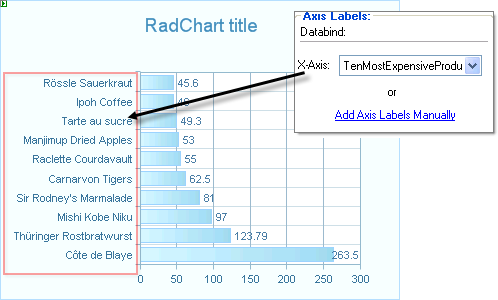 RadChart title
Axis Labels:
Databind:
X-Axis: TenMostExpensiveProdu
or
Add Axis Labels Manually
Rössle Sauerkraut 45.6
Ipoh Coffee
Tarte au sucre 49.3
Manjimup Dried Apples 53
Raclette Courdavault 55
Carnarvon Tigers 62.5
Sir Rodney's Marmalade 81
Mishi Kobe Niku 97
Thüringer Rostbratwurst 123.79
Côte de Blaye 263.5
0 50 100 150 200 250 300